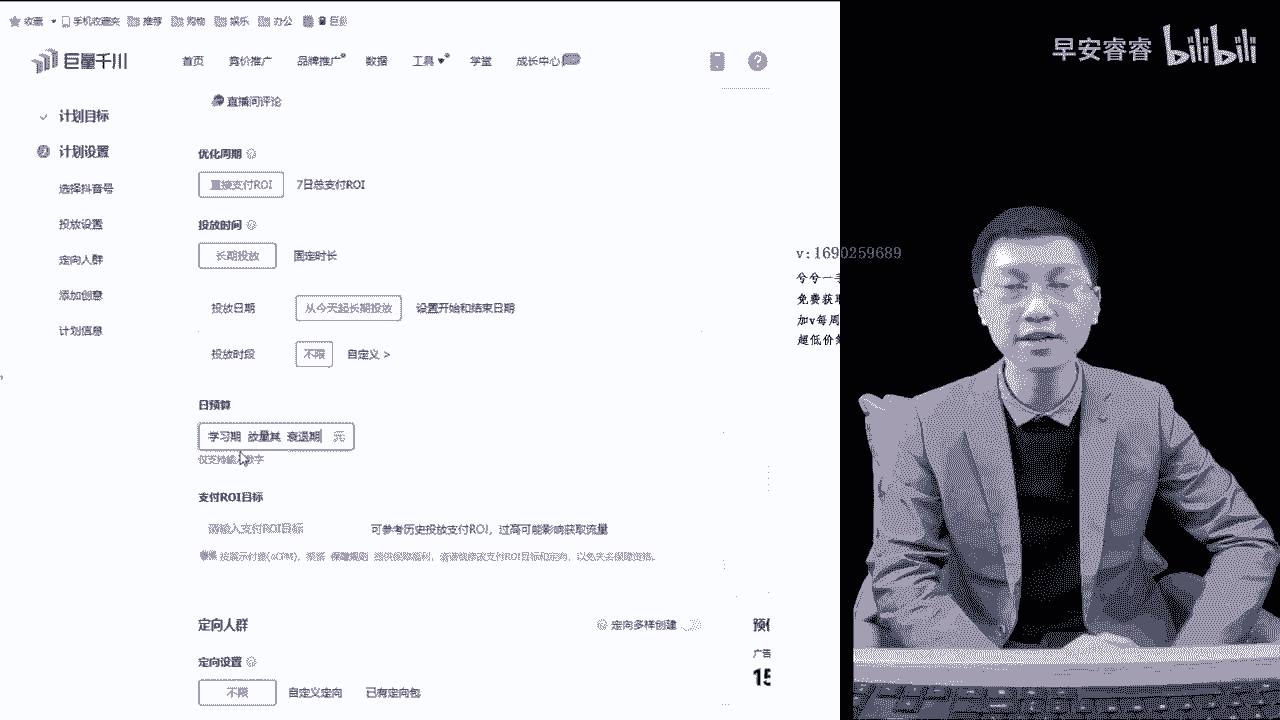 收藏 手机收藏夹 推荐 购物 娱乐 办公 巨量
早安睿睿 bilibili
巨量千川 首页 竞价推广 品牌推广 数据 工具 学堂 成长中心
直播间评论
计划目标
计划设置
选择抖音号
投放设置
定向人群
添加创意
计划信息
优化周期
直接支付ROI 7日总支付ROI
投放时间
长期投放 固定时长
投放日期 从今天起长期投放 设置开始和结束日期
投放时段 不限 自定义 >
日预算
学习期 放量其 衰退期 元
仅支持输入数字
支付ROI目标
请输入支付ROI目标 可参考历史投放支付ROI，过高可能影响获取流量
按展示付费(oCPM)，
定向人群 定向多样创建
定向设置
不限 自定义定向 已有定向包
广告
15
v:1690259689
兮兮一手
免费获取
加v每周
超低价